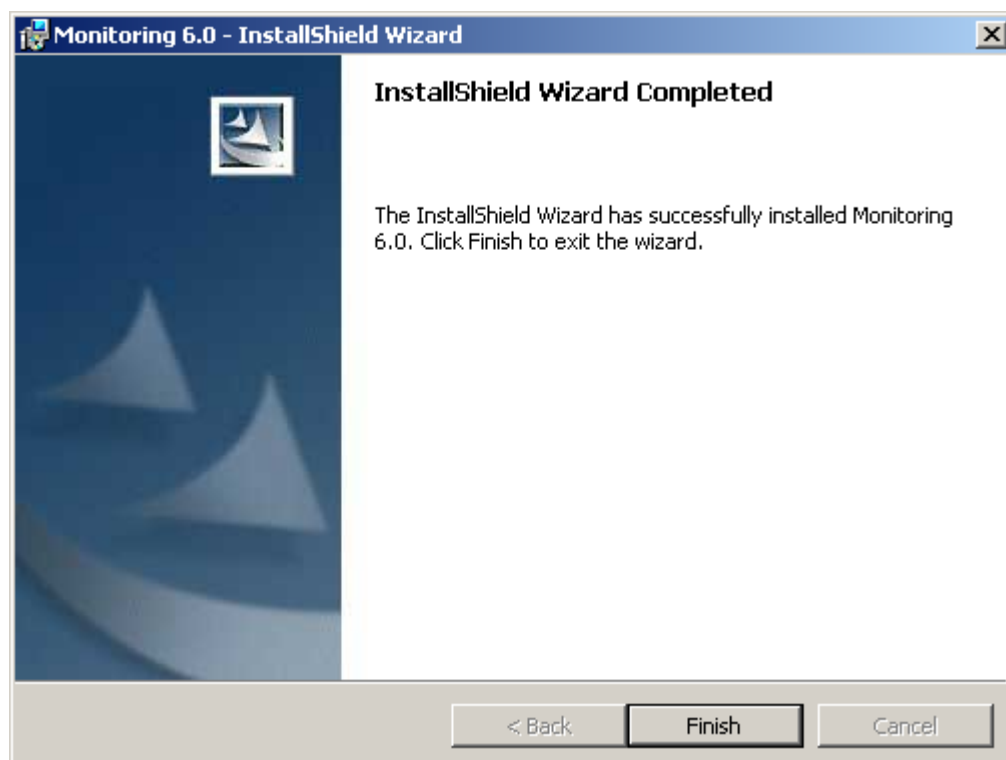 Monitoring 6.0 - InstallShield Wizard
InstallShield Wizard Completed
The InstallShield Wizard has successfully installed Monitoring
6.0. Click Finish to exit the wizard.
< Back
Finish
Cancel